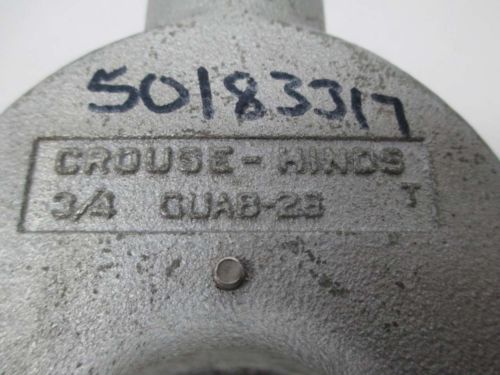 50183317
CROUSE-HINDS
3/4 GUAB-26 T